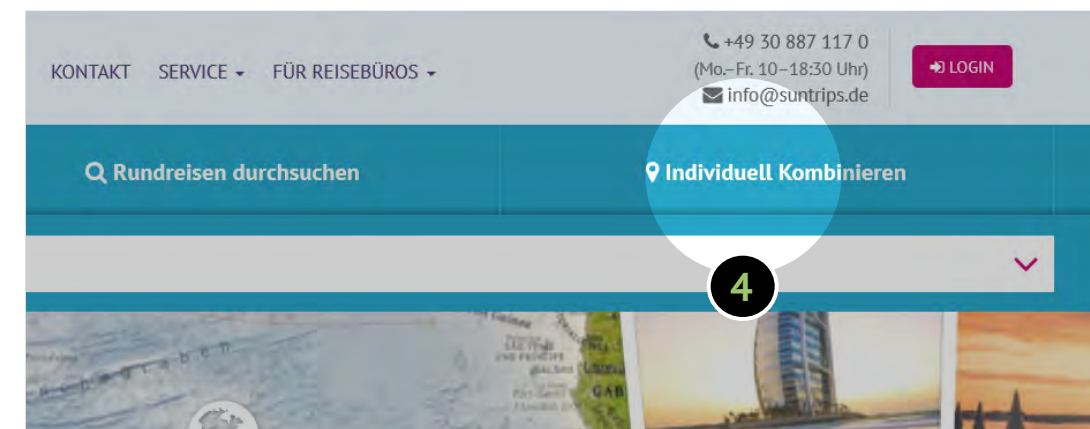 KONTAKT SERVICE FÜR REISEBÜROS
+49 30 887 117 0
(Mo.–Fr. 10–18:30 Uhr)
info@suntrips.de
LOGIN
Rundreisen durchsuchen
Individuell Kombinieren
4
GAB